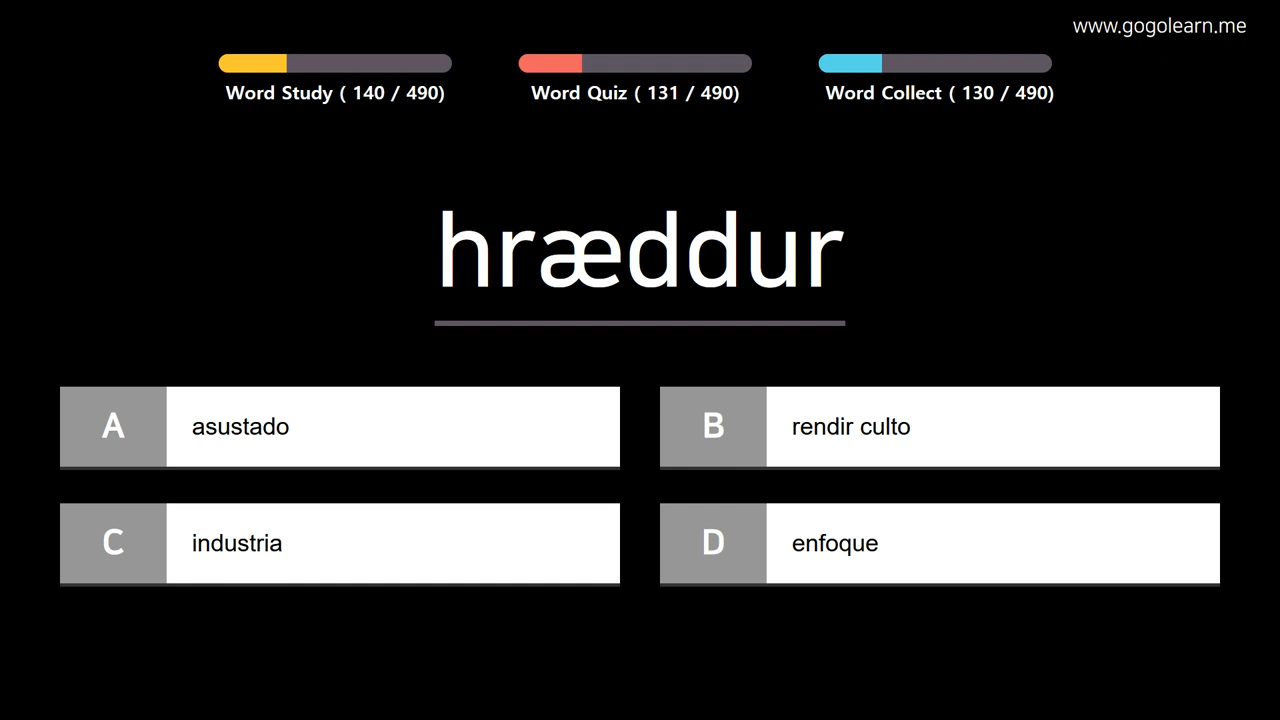 www.gogolearn.me
Word Study ( 140 / 490)
Word Quiz ( 131 / 490)
Word Collect ( 130 / 490)
hræddur
A asustado
B rendir culto
C industria
D enfoque